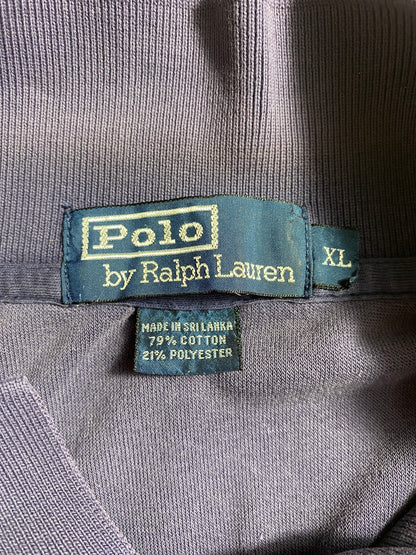 Polo
by Ralph Lauren
XL
MADE IN SRI LANKA
79% COTTON
21% POLYESTER